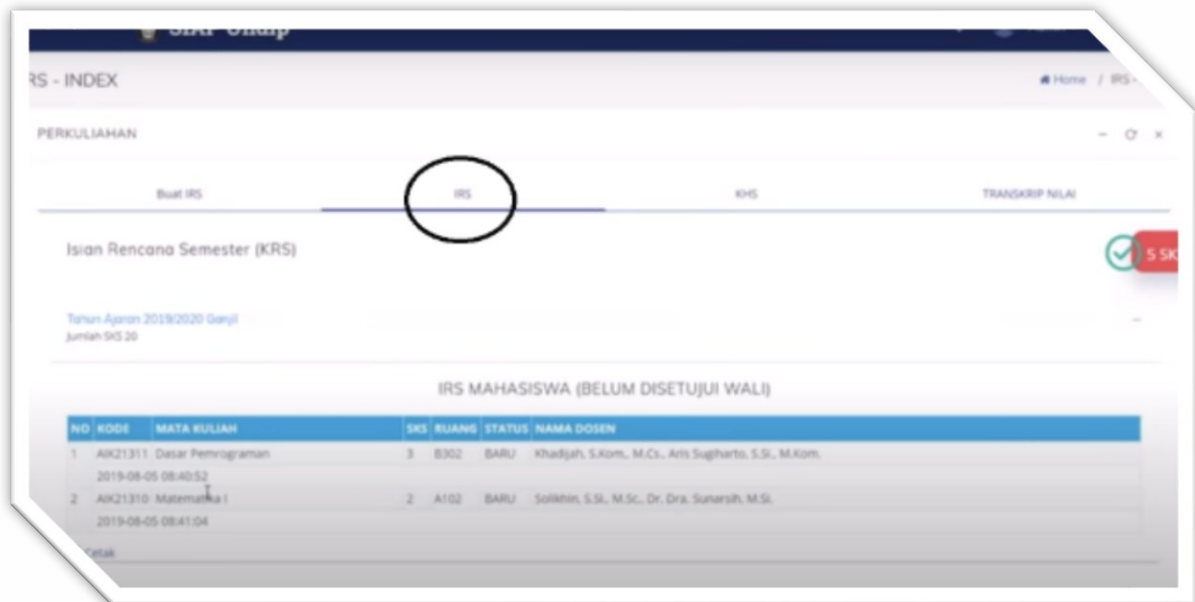 SIAP Undip
RS - INDEX
Home / IRS -
PERKULIAHAN
Buat IRS IRS KHS TRANSKRIP NILAI
Isian Rencana Semester (KRS)
5 SK
Tahun Ajaran 2019/2020 Ganjil
Jumlah SKS 20
IRS MAHASISWA (BELUM DISETUJUI WALI)
NO KODE MATA KULIAH SKS RUANG STATUS NAMA DOSEN
1 AIK21311 Dasar Pemrograman 3 B302 BARU Khadijah, S.Kom., M.Cs., Aris Sugiharto, S.Si., M.Kom.
2019-08-05 08:40:52
2 AIK21310 Matematika I 2 A102 BARU Solikhin, S.Si., M.Sc., Dr. Dra. Sunarsih, M.Si.
2019-08-05 08:41:04
Cetak